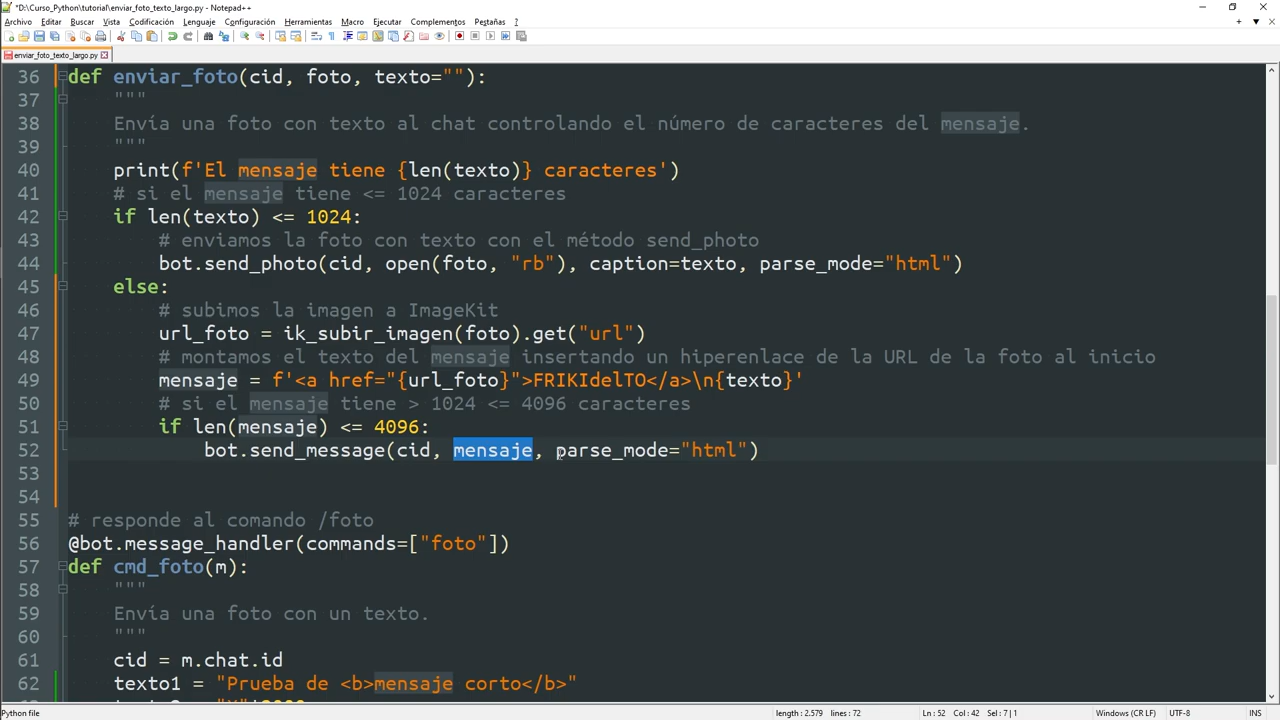 *D:\Curso_Python\tutorial\enviar_foto_texto_largo.py - Notepad++
Archivo Editar Buscar Vista Codificación Lenguaje Configuración Herramientas Macro Ejecutar Complementos Pestañas ?
enviar_foto_texto_largo.py
36 def enviar_foto(cid, foto, texto=""):
37 """
38 Envía una foto con texto al chat controlando el número de caracteres del mensaje.
39 """
40 print(f'El mensaje tiene {len(texto)} caracteres')
41 # si el mensaje tiene <= 1024 caracteres
42 if len(texto) <= 1024:
43 # enviamos la foto con texto con el método send_photo
44 bot.send_photo(cid, open(foto, "rb"), caption=texto, parse_mode="html")
45 else:
46 # subimos la imagen a ImageKit
47 url_foto = ik_subir_imagen(foto).get("url")
48 # montamos el texto del mensaje insertando un hiperenlace de la URL de la foto al inicio
49 mensaje = f'<a href="{url_foto}">FRIKIdelTO</a>\n{texto}'
50 # si el mensaje tiene > 1024 <= 4096 caracteres
51 if len(mensaje) <= 4096:
52 bot.send_message(cid, mensaje, parse_mode="html")
53
54
55 # responde al comando /foto
56 @bot.message_handler(commands=["foto"])
57 def cmd_foto(m):
58 """
59 Envía una foto con un texto.
60 """
61 cid = m.chat.id
62 texto1 = "Prueba de <b>mensaje corto</b>"
Python file length : 2.579 lines : 72 Ln : 52 Col : 42 Sel : 7 | 1 Windows (CR LF) UTF-8 INS